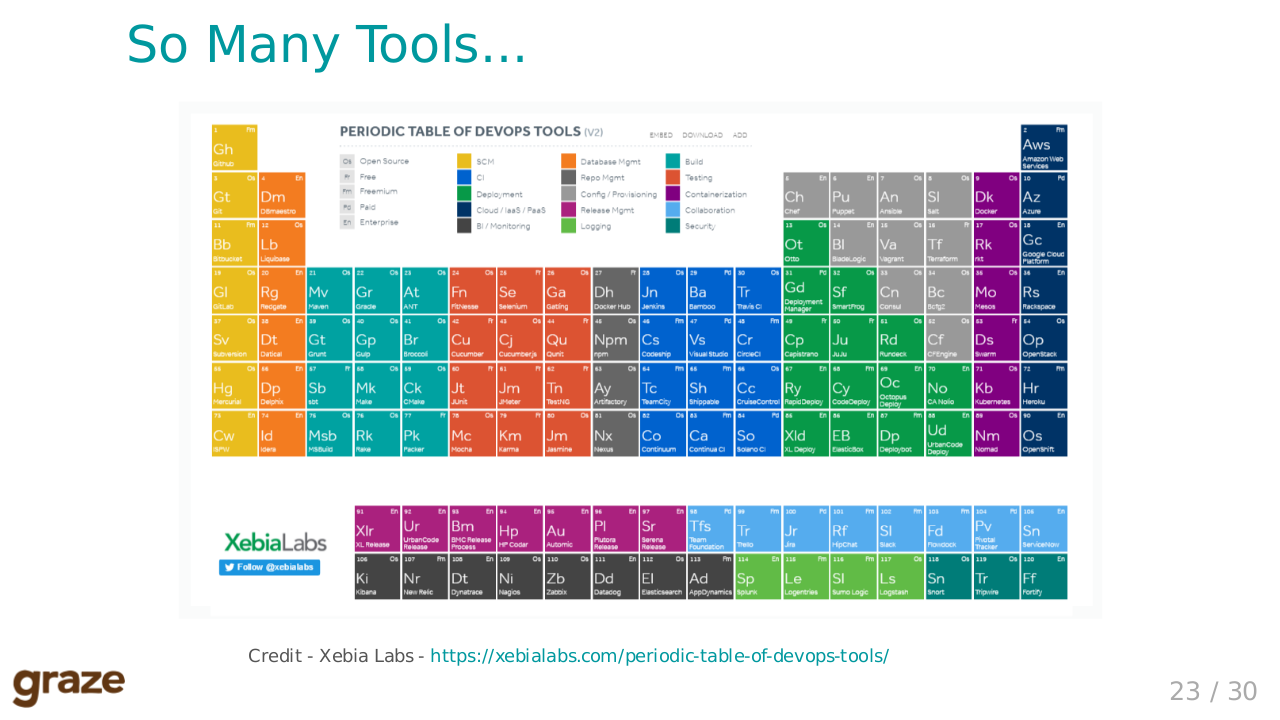 So Many Tools...
PERIODIC TABLE OF DEVOPS TOOLS (V2)
EMBED DOWNLOAD ADD
Os Open Source
Fr Free
Fm Freemium
Pd Paid
En Enterprise
SCM
CI
Deployment
Cloud / IaaS / PaaS
BI / Monitoring
Database Mgmt
Repo Mgmt
Config / Provisioning
Release Mgmt
Logging
Build
Testing
Containerization
Collaboration
Security
1 Fm 2 Fm
Gh Aws
Github Amazon Web Services
3 Os 4 En 5 En 6 En 7 Os 8 Os 9 Os 10 Pd
Gt Dm Ch Pu An Sl Dk Az
Git DBmaestro Chef Puppet Ansible Salt Docker Azure
11 Fm 12 Os 13 Os 14 En 15 Os 16 Fr 17 Os 18 En
Bb Lb Ot Bl Va Tf Rk Gc
Bitbucket Liquibase Otto BladeLogic Vagrant Terraform rkt Google Cloud Platform
19 Os 20 En 21 Os 22 Os 23 Os 24 Os 25 Fr 26 Os 27 Fr 28 Os 29 Pd 30 Os 31 Pd 32 Os 33 Os 34 Os 35 Os 36 En
Gl Rg Mv Gr At Fn Se Ga Dh Jn Ba Tr Gd Sf Cn Bc Mo Rs
GitLab Redgate Maven Gradle ANT FitNesse Selenium Gatling Docker Hub Jenkins Bamboo Travis CI Deployment Manager SmartFrog Consul Bcfg2 Mesos Rackspace
37 Os 38 En 39 Os 40 Os 41 Os 42 Fr 43 Os 44 Fr 45 Os 46 Fm 47 Pd 48 Fm 49 Fr 50 Fr 51 Os 52 Os 53 Fr 54 Os
Sv Dt Gt Gp Br Cu Cj Qu Npm Cs Vs Cr Cp Ju Rd Cf Ds Op
Subversion Datical Grunt Gulp Broccoli Cucumber Cucumber.js Qunit npm Codeship Visual Studio CircleCI Capistrano JuJu Rundeck CFEngine Swarm OpenStack
55 Os 56 En 57 Fr 58 Os 59 Os 60 Fr 61 Fr 62 Fr 63 Os 64 Fm 65 Fm 66 Os 67 En 68 Fm 69 En 70 En 71 Os 72 Fm
Hg Dp Sb Mk Ck Jt Jm Tn Ay Tc Sh Cc Ry Cy Oc No Kb Hr
Mercurial Delphix sbt Make CMake JUnit JMeter TestNG Artifactory TeamCity Shippable CruiseControl RapidDeploy CodeDeploy Octopus Deploy CA Nolio Kubernetes Heroku
73 En 74 En 75 Os 76 Os 77 Fr 78 Os 79 Fr 80 Os 81 Os 82 Os 83 Fm 84 Pd 85 En 86 En 87 Pm 88 En 89 Os 90 En
Cw Id Msb Rk Pk Mc Km Jm Nx Co Ca So Xld EB Dp Ud Nm Os
ISPW Idera MSBuild Rake Packer Mocha Karma Jasmine Nexus Continuum Continua CI Solano CI XL Deploy ElasticBox Deploybot UrbanCode Deploy Nomad OpenShift
91 En 92 En 93 En 94 En 95 En 96 En 97 En 98 Pd 99 Fm 100 Pd 101 Fm 102 Fm 103 Fm 104 Pd 105 En
Xlr Ur Bm Hp Au Pl Sr Tfs Tr Jr Rf Sl Fd Pv Sn
XL Release UrbanCode Release BMC Release Process HP Codar Automic Plutora Release Serena Release Team Foundation Trello Jira HipChat Slack Flowdock Pivotal Tracker ServiceNow
XebiaLabs
Follow @xebialabs
106 Os 107 Fm 108 En 109 Os 110 Os 111 En 112 Os 113 Fm 114 En 115 Fm 116 Fm 117 Os 118 Os 119 Os 120 En
Ki Nr Dt Ni Zb Dd El Ad Sp Le Sl Ls Sn Tr Ff
Kibana New Relic Dynatrace Nagios Zabbix Datadog Elasticsearch AppDynamics Splunk Logentries Sumo Logic Logstash Snort Tripwire Fortify
Credit - Xebia Labs - https://xebialabs.com/periodic-table-of-devops-tools/
graze
23 / 30